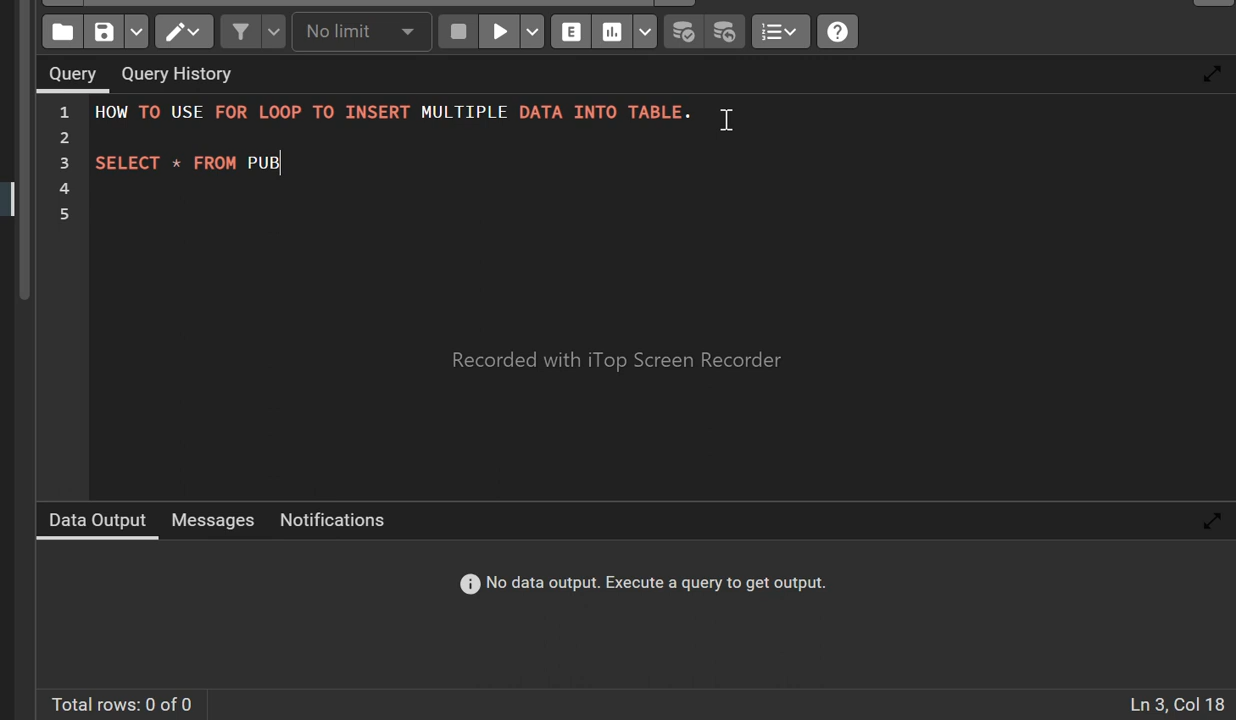 No limit
Query Query History
1 HOW TO USE FOR LOOP TO INSERT MULTIPLE DATA INTO TABLE.
2
3 SELECT * FROM PUB
4
5
Recorded with iTop Screen Recorder
Data Output Messages Notifications
No data output. Execute a query to get output.
Total rows: 0 of 0 Ln 3, Col 18